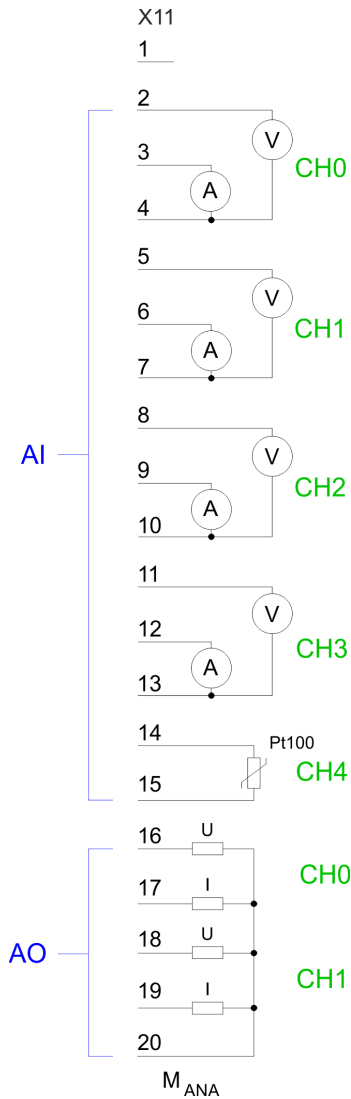 X11
1
2
V
3
CH0
A
4
5
V
6
CH1
A
7
8
V
AI
9
CH2
A
10
11
V
12
CH3
A
13
14
Pt100
CH4
15
16 U
CH0
17 I
18 U
AO
CH1
19 I
20
M ANA